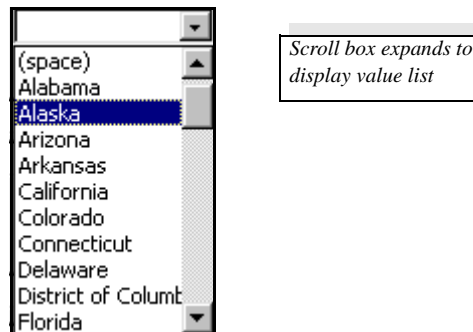 (space)
Alabama
Alaska
Arizona
Arkansas
California
Colorado
Connecticut
Delaware
District of Columb
Florida
Scroll box expands to
display value list